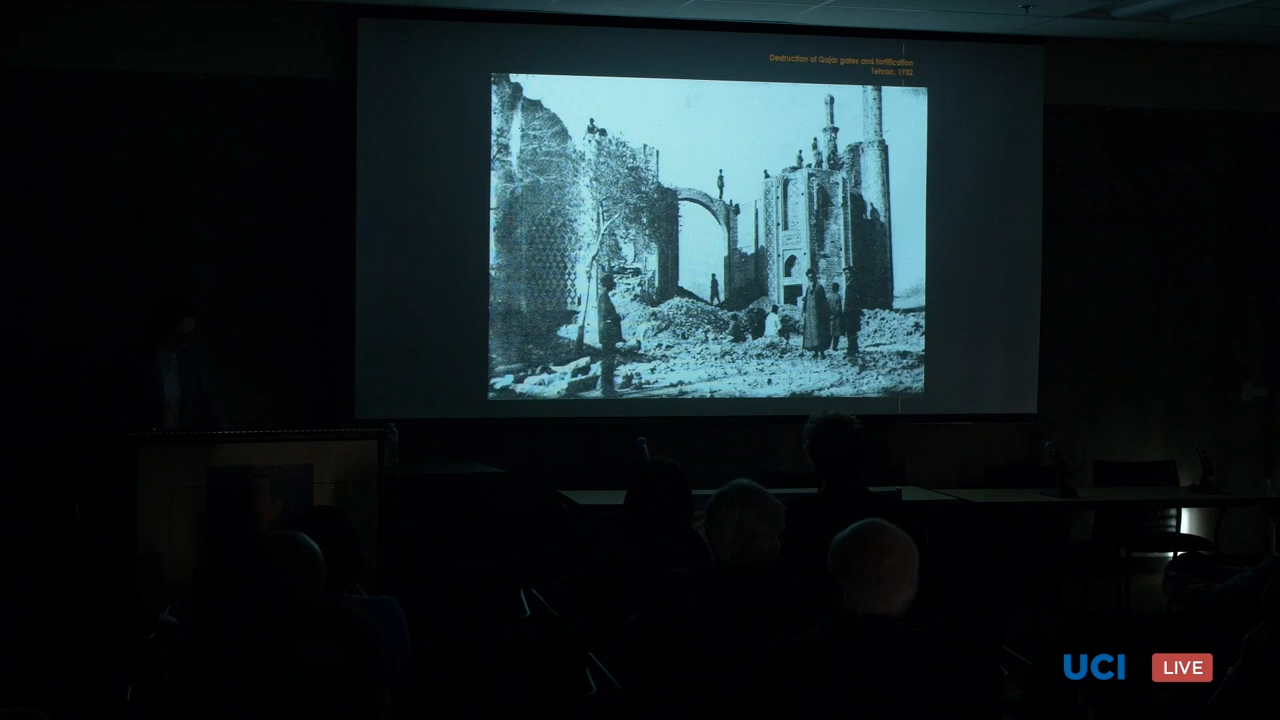 Destruction of Qajar gates and fortification
Tehran, 1932
UCI
LIVE